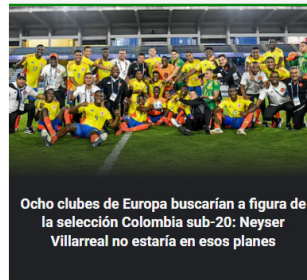 Ocho clubes de Europa buscarían a figura de
la selección Colombia sub-20: Neyser
Villarreal no estaría en esos planes